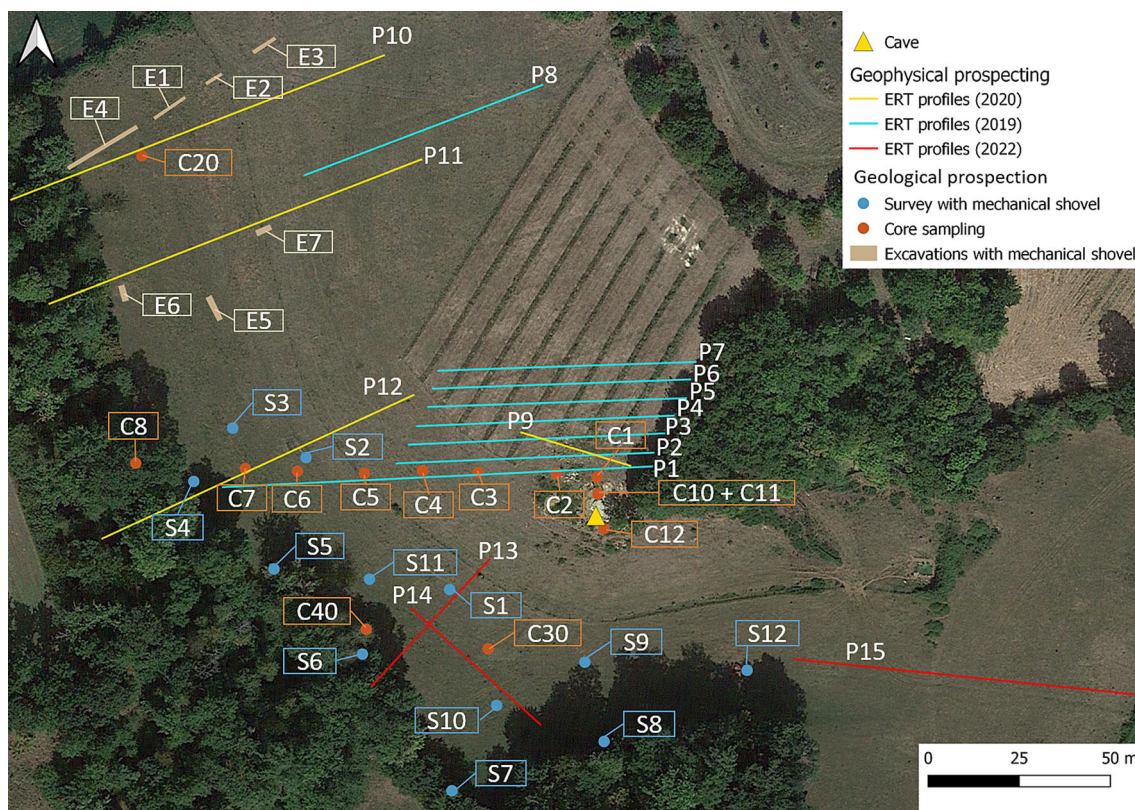 P10
E3
E2
E1
E4
P8
C20
P11
E7
E6
E5
Cave
Geophysical prospecting
ERT profiles (2020)
ERT profiles (2019)
ERT profiles (2022)
Geological prospection
Survey with mechanical shovel
Core sampling
Excavations with mechanical shovel
P7
P6
P5
P4
P3
P2
P1
P12
P9
S3
C8
S2
C1
C7
C6
C5
C4
C3
C2
C10 + C11
C12
S4
S5
S11
P13
S1
P14
C40
C30
S6
S9
S12
P15
S10
S8
S7
0 25 50 m